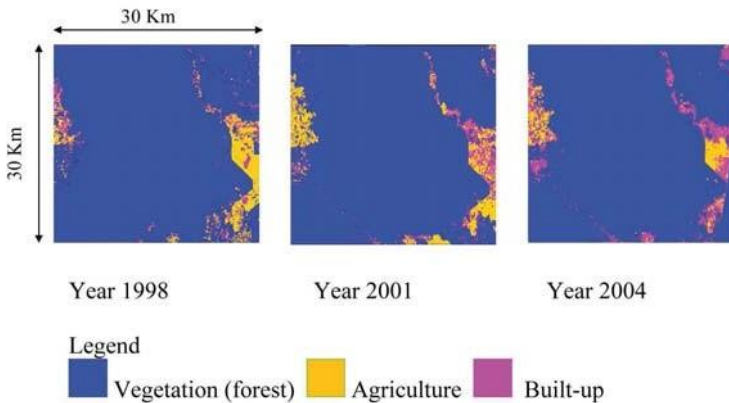 30 Km
30 Km
Year 1998
Year 2001
Year 2004
Legend
Vegetation (forest)
Agriculture
Built-up